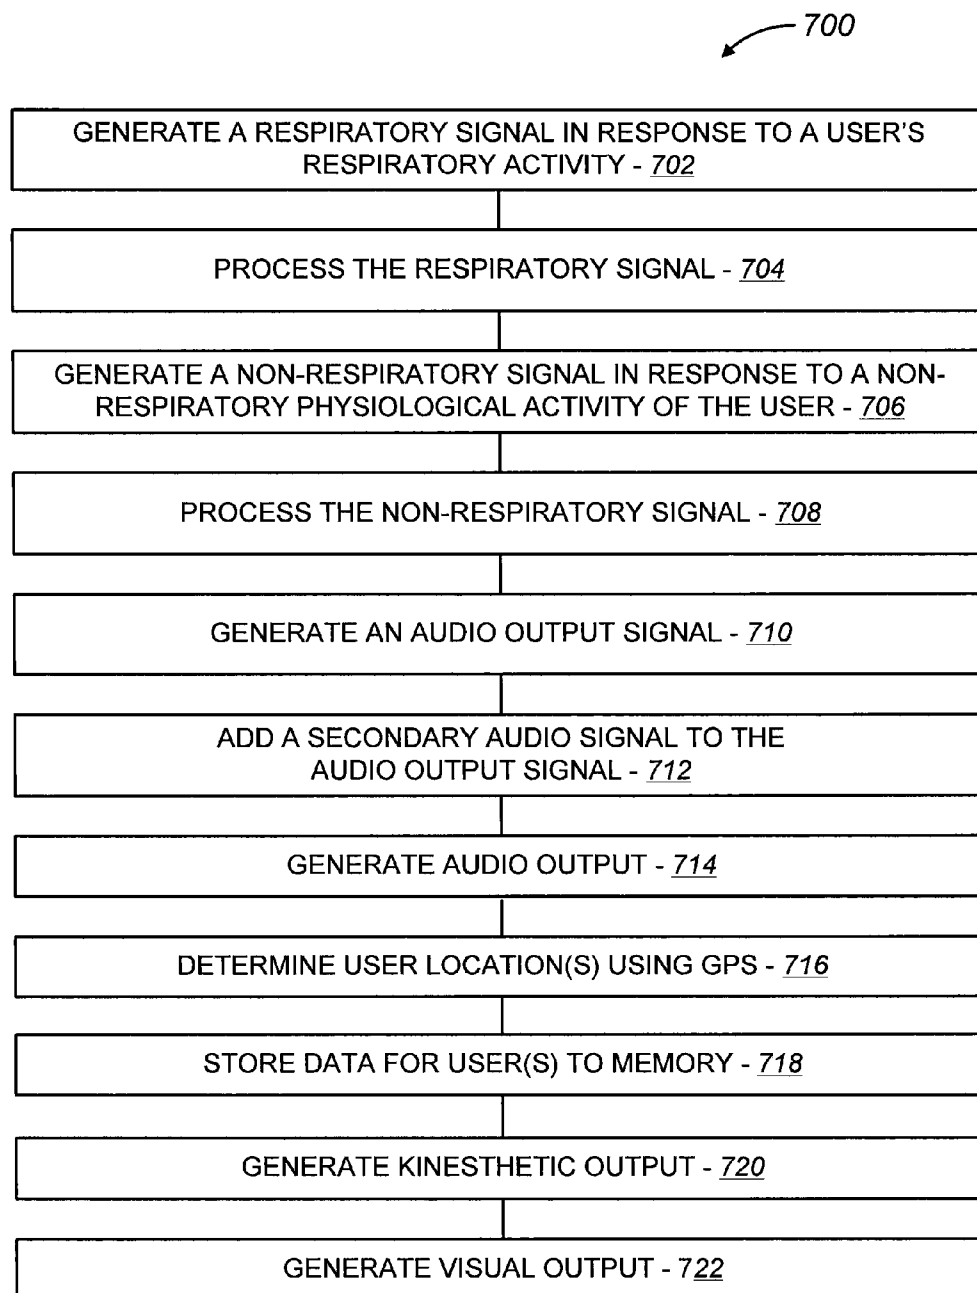 700
GENERATE A RESPIRATORY SIGNAL IN RESPONSE TO A USER'S
RESPIRATORY ACTIVITY - 702
PROCESS THE RESPIRATORY SIGNAL - 704
GENERATE A NON-RESPIRATORY SIGNAL IN RESPONSE TO A NON-
RESPIRATORY PHYSIOLOGICAL ACTIVITY OF THE USER - 706
PROCESS THE NON-RESPIRATORY SIGNAL - 708
GENERATE AN AUDIO OUTPUT SIGNAL - 710
ADD A SECONDARY AUDIO SIGNAL TO THE
AUDIO OUTPUT SIGNAL - 712
GENERATE AUDIO OUTPUT - 714
DETERMINE USER LOCATION(S) USING GPS - 716
STORE DATA FOR USER(S) TO MEMORY - 718
GENERATE KINESTHETIC OUTPUT - 720
GENERATE VISUAL OUTPUT - 722